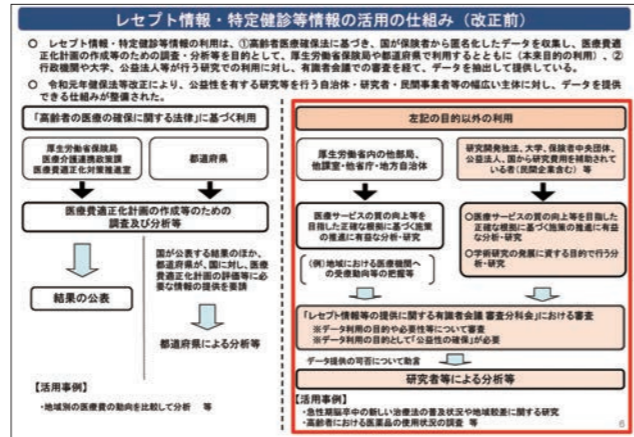 レセプト情報・特定健診等情報の活用の仕組み（改正前）
○ レセプト情報・特定健診等情報の利用は、①高齢者医療確保法に基づき、国が保険者から匿名化したデータを収集し、医療費適
正化計画の作成等のための調査・分析等を目的として、厚生労働省保険局や都道府県で利用するとともに（本来目的の利用）、②
行政機関や大学、公益法人等が行う研究での利用に対し、有識者会議での審査を経て、データを抽出して提供している。
○ 令和元年健保法等改正により、公益性を有する研究等を行う自治体・研究者・民間事業者等の幅広い主体に対し、データを提供
できる仕組みが整備された。
「高齢者の医療の確保に関する法律」に基づく利用
厚生労働省保険局
医療介護連携政策課
医療費適正化対策推進室
都道府県
医療費適正化計画の作成等のための
調査及び分析等
国が公表する結果のほか、
都道府県が、国に対し、医療
費適正化計画の評価等に必
要な情報の提供を要請
結果の公表
都道府県による分析等
【活用事例】
・地域別の医療費の動向を比較して分析 等
左記の目的以外の利用
厚生労働省内の他部局、
他課室・他省庁・地方自治体
研究開発独法、大学、保険者中央団体、
公益法人、国から研究費用を補助されて
いる者（民間企業含む） 等
医療サービスの質の向上等を
目指した正確な根拠に基づく施策
の推進に有益な分析・研究
（例）地域における医療機関への
受療動向等の把握等
○医療サービスの質の向上等を目指した
正確な根拠に基づく施策の推進に有益
な分析・研究
○学術研究の発展に資する目的で行う分
析・研究
「レセプト情報等の提供に関する有識者会議 審査分科会」における審査
※データ利用の目的や必要性等について審査
※データ利用の目的として「公益性の確保」が必要
データ提供の可否について助言
研究者等による分析等
【活用事例】
・急性期脳卒中の新しい治療法の普及状況や地域較差に関する研究
・高齢者における医薬品の使用状況の調査 等
6